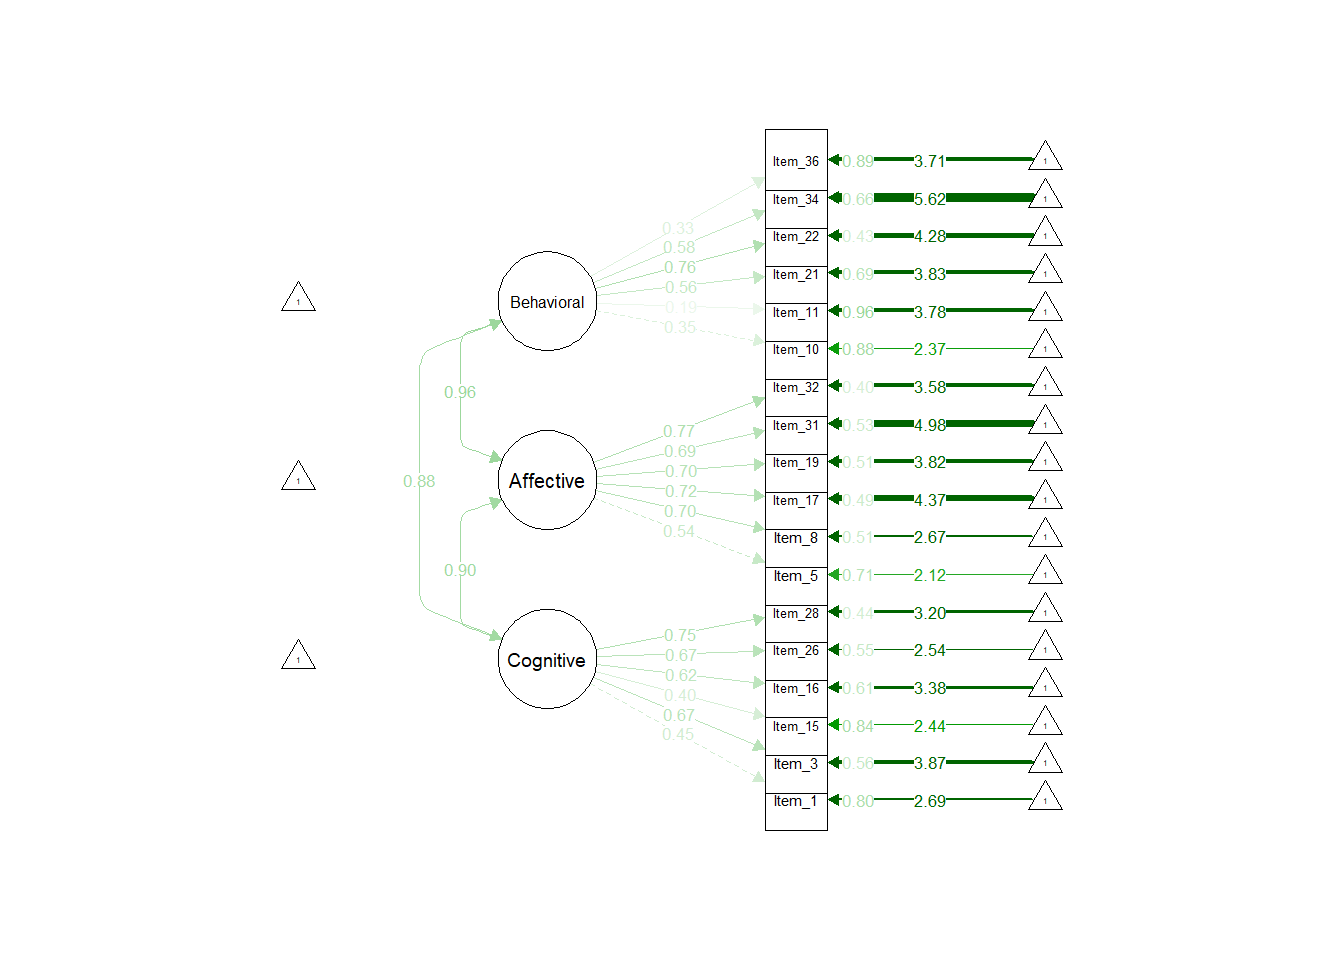 Item_36 0.89 3.71 1
Item_34 0.66 5.62 1
0.33
Item_22 0.43 4.28 1
0.58
0.76
Item_21 0.69 3.83 1
0.56
1 Behavioral
0.19
Item_11 0.96 3.78 1
0.35
Item_10 0.88 2.37 1
Item_32 0.40 3.58 1
0.96
Item_31 0.53 4.98 1
0.77
0.69
Item_19 0.51 3.82 1
0.70
1 0.88 Affective
0.72
Item_17 0.49 4.37 1
0.70
0.54
Item_8 0.51 2.67 1
0.90
Item_5 0.71 2.12 1
Item_28 0.44 3.20 1
0.75
Item_26 0.55 2.54 1
0.67
1 Cognitive
0.62
Item_16 0.61 3.38 1
0.40
0.67
Item_15 0.84 2.44 1
0.45
Item_3 0.56 3.87 1
Item_1 0.80 2.69 1